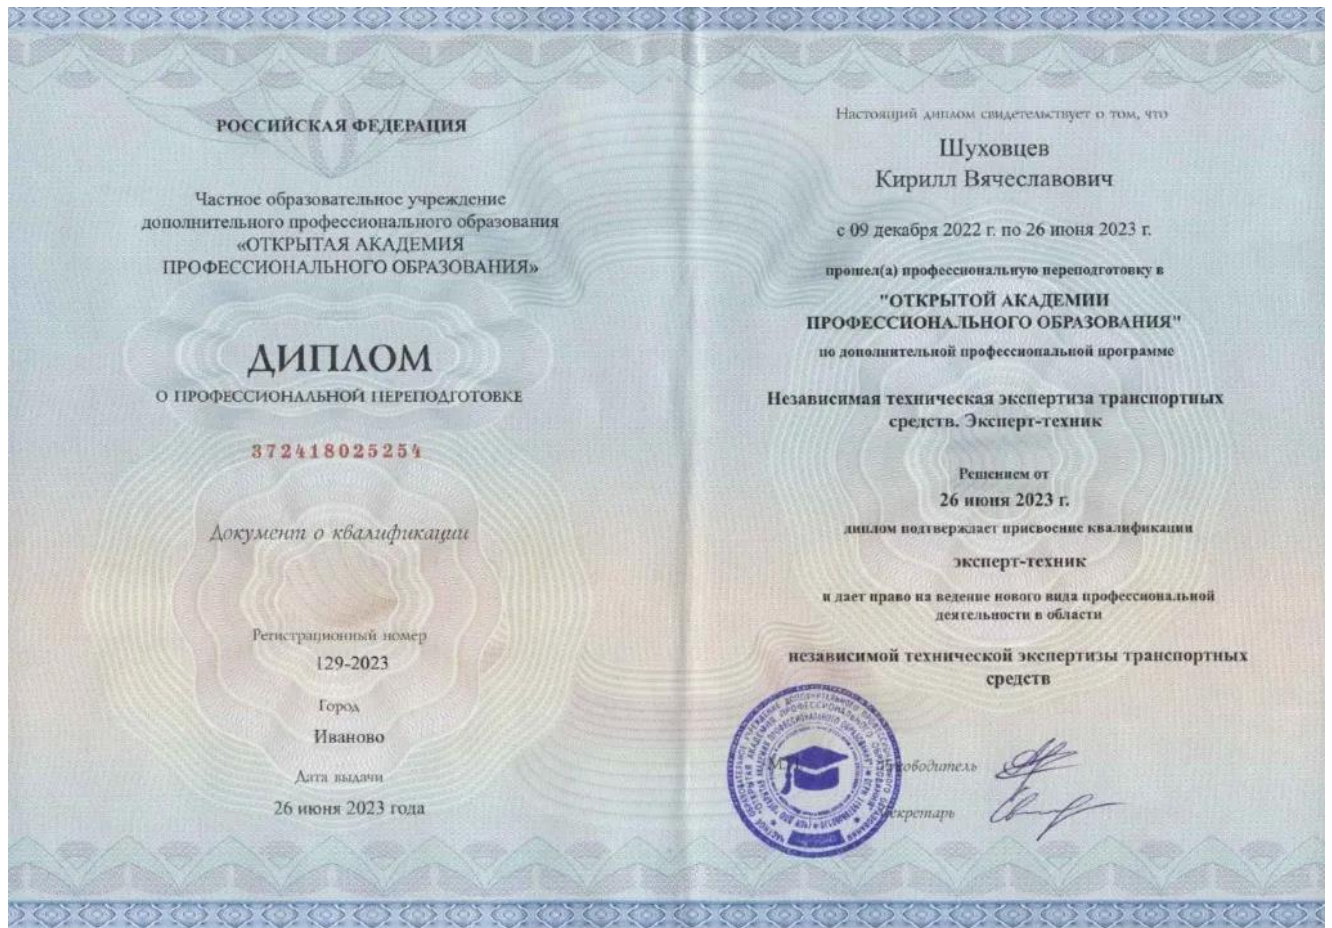 РОССИЙСКАЯ ФЕДЕРАЦИЯ
Частное образовательное учреждение
дополнительного профессионального образования
«ОТКРЫТАЯ АКАДЕМИЯ
ПРОФЕССИОНАЛЬНОГО ОБРАЗОВАНИЯ»
ДИПЛОМ
О ПРОФЕССИОНАЛЬНОЙ ПЕРЕПОДГОТОВКЕ
372418025254
Документ о квалификации
Регистрационный номер
129-2023
Город
Иваново
Дата выдачи
26 июня 2023 года
Настоящий диплом свидетельствует о том, что
Шуховцев
Кирилл Вячеславович
с 09 декабря 2022 г. по 26 июня 2023 г.
прошел(а) профессиональную переподготовку в
"ОТКРЫТОЙ АКАДЕМИИ
ПРОФЕССИОНАЛЬНОГО ОБРАЗОВАНИЯ"
по дополнительной профессиональной программе
Независимая техническая экспертиза транспортных
средств. Эксперт-техник
Решением от
26 июня 2023 г.
диплом подтверждает присвоение квалификации
эксперт-техник
и дает право на ведение нового вида профессиональной
деятельности в области
независимой технической экспертизы транспортных
средств
Руководитель
Секретарь